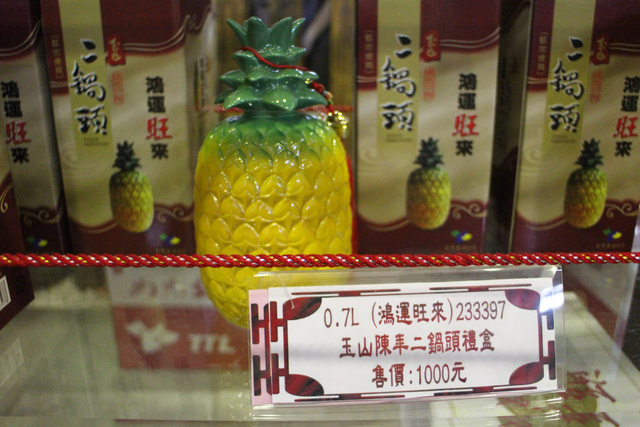 二鍋頭
鴻運旺來
二鍋頭
鴻運旺來
二鍋頭
鴻運旺來
TTL
0.7L (鴻運旺來)233397
玉山陳年二鍋頭禮盒
售價:1000元